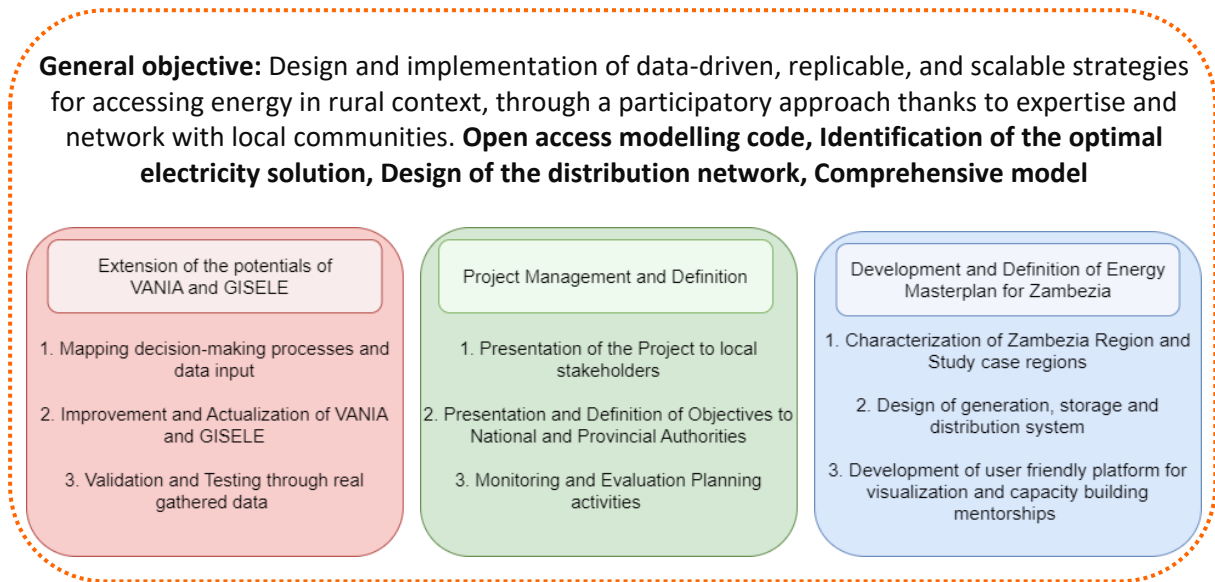 General objective: Design and implementation of data-driven, replicable, and scalable strategies
for accessing energy in rural context, through a participatory approach thanks to expertise and
network with local communities. Open access modelling code, Identification of the optimal
electricity solution, Design of the distribution network, Comprehensive model
Extension of the potentials of
VANIA and GISELE
1. Mapping decision-making processes and
data input
2. Improvement and Actualization of VANIA
and GISELE
3. Validation and Testing through real
gathered data
Project Management and Definition
1. Presentation of the Project to local
stakeholders
2. Presentation and Definition of Objectives to
National and Provincial Authorities
3. Monitoring and Evaluation Planning
activities
Development and Definition of Energy
Masterplan for Zambezia
1. Characterization of Zambezia Region and
Study case regions
2. Design of generation, storage and
distribution system
3. Development of user friendly platform for
visualization and capacity building
mentorships